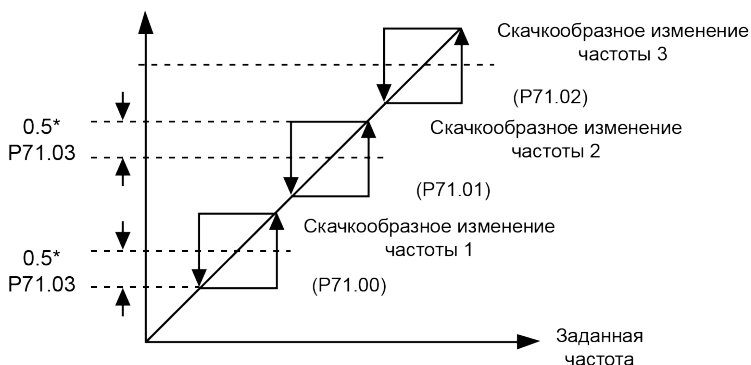 Скачкообразное изменение
частоты 3
(P71.02)
0.5*
P71.03
Скачкообразное изменение
частоты 2
(P71.01)
Скачкообразное изменение
частоты 1
0.5*
P71.03
(P71.00)
Заданная
частота